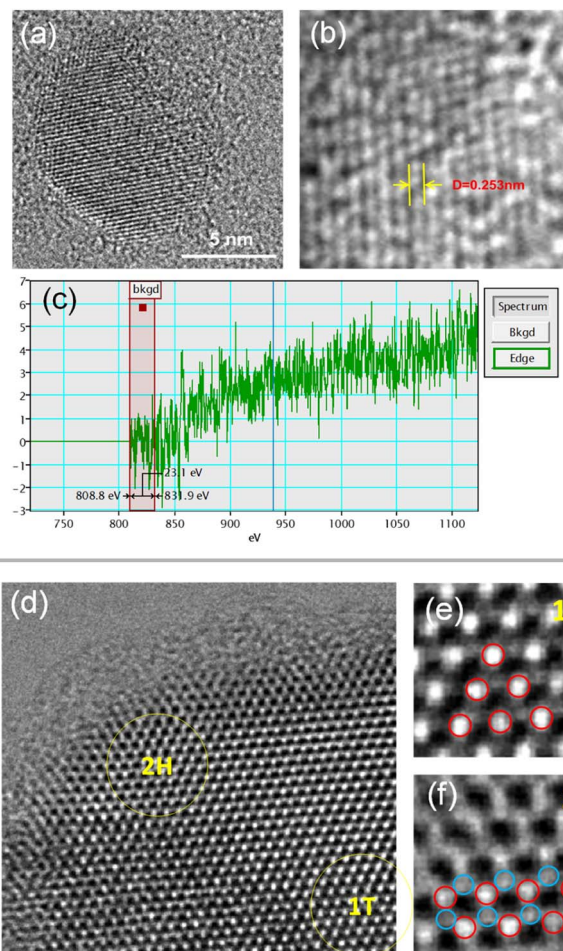 (a)
5 nm
(b)
D=0.253nm
(c)
bkgd
7
6
5
4
3
2
1
0
-1
-2
-3
23.1 eV
808.8 eV
831.9 eV
750
800
850
900
950
1000
1050
1100
eV
Spectrum
Bkgd
Edge
(d)
2H
1T
(e)
1
(f)